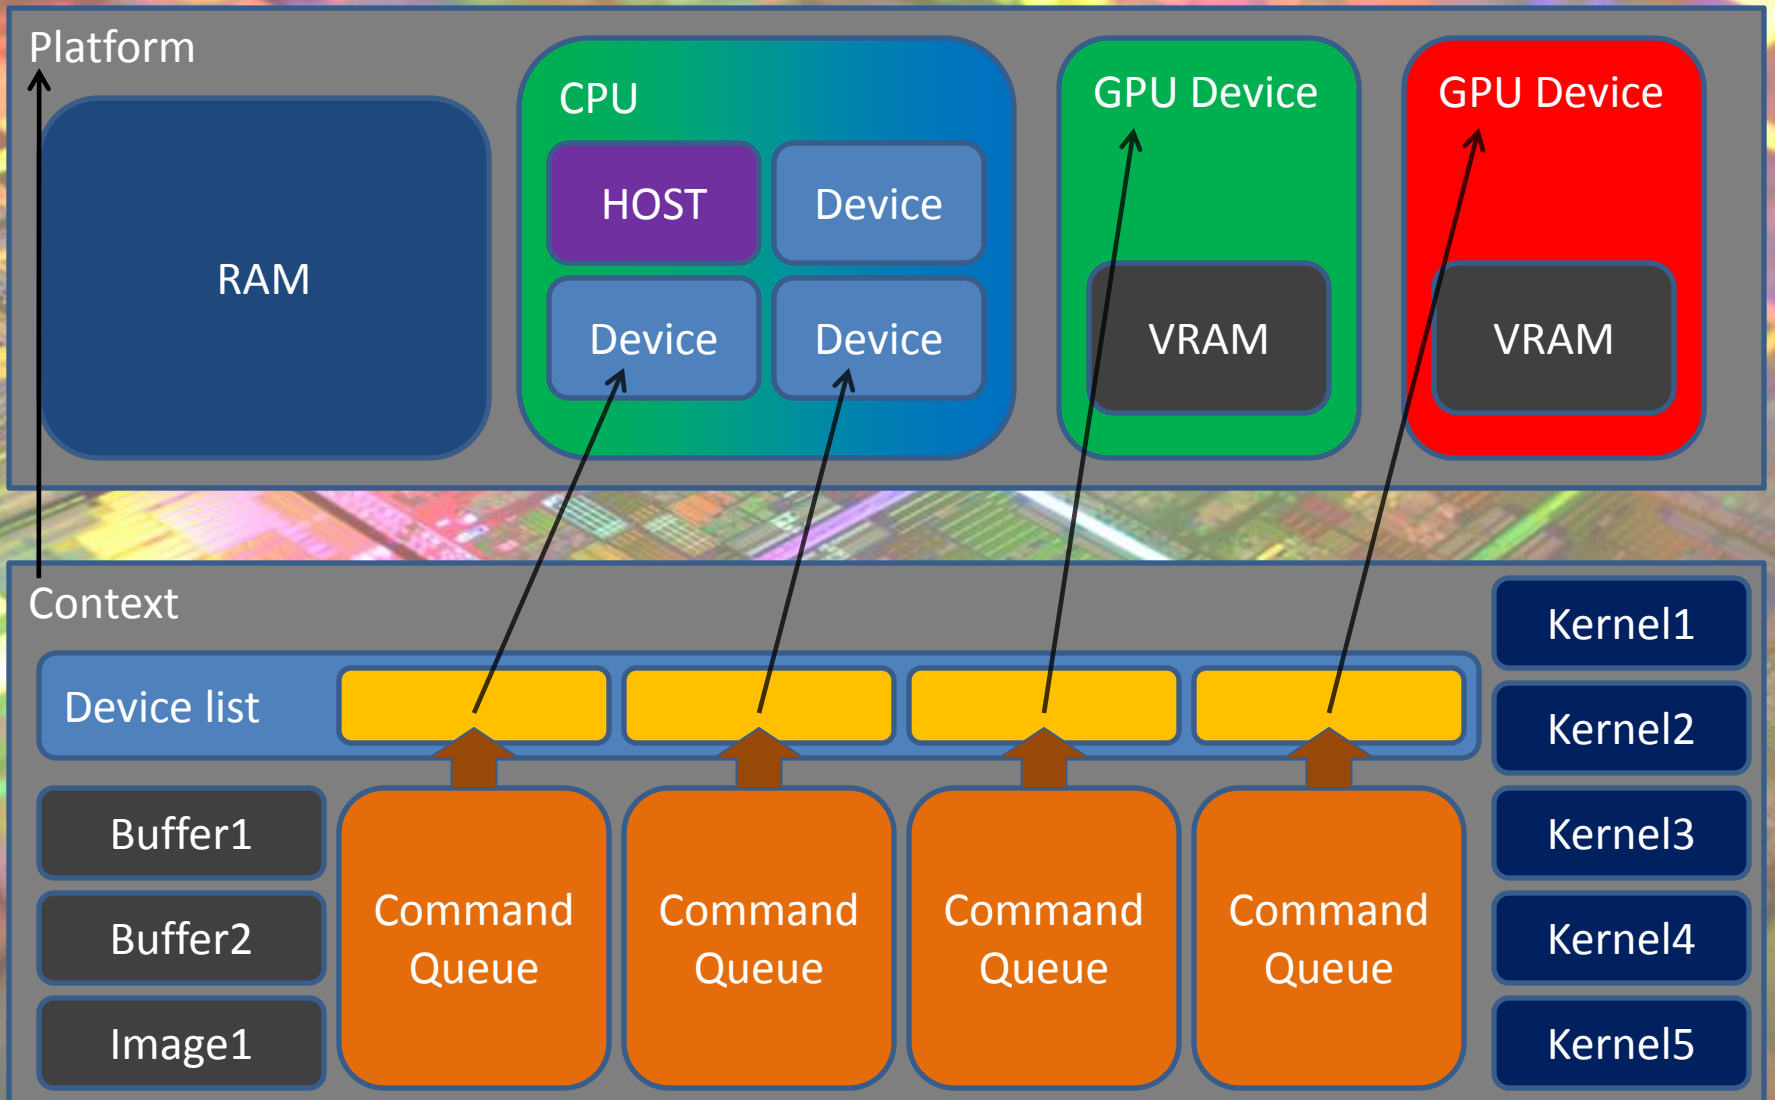 Platform
RAM
CPU
HOST
Device
Device
Device
GPU Device
VRAM
GPU Device
VRAM
Context
Device list
Buffer1
Buffer2
Image1
Command
Queue
Command
Queue
Command
Queue
Command
Queue
Kernel1
Kernel2
Kernel3
Kernel4
Kernel5